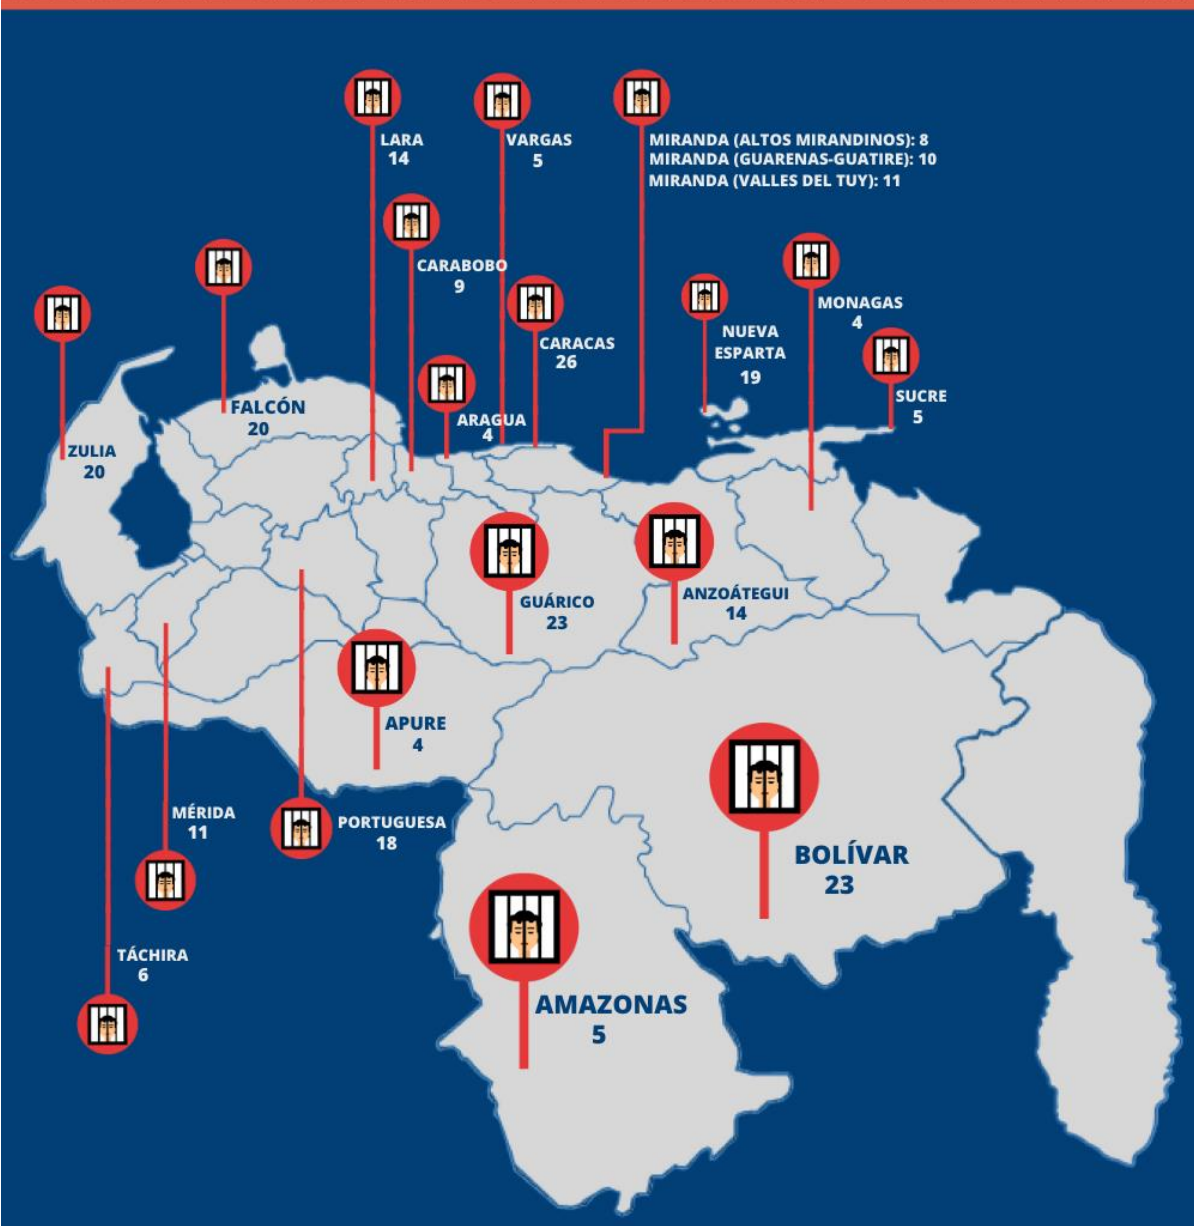 LARA
14
VARGAS
5
MIRANDA (ALTOS MIRANDINOS): 8
MIRANDA (GUARENAS-GUATIRE): 10
MIRANDA (VALLES DEL TUY): 11
CARABOBO
9
CARACAS
26
NUEVA
ESPARTA
19
MONAGAS
4
SUCRE
5
ARAGUA
4
FALCÓN
20
ZULIA
20
GUÁRICO
23
ANZOÁTEGUI
14
APURE
4
MÉRIDA
11
PORTUGUESA
18
BOLÍVAR
23
TÁCHIRA
6
AMAZONAS
5